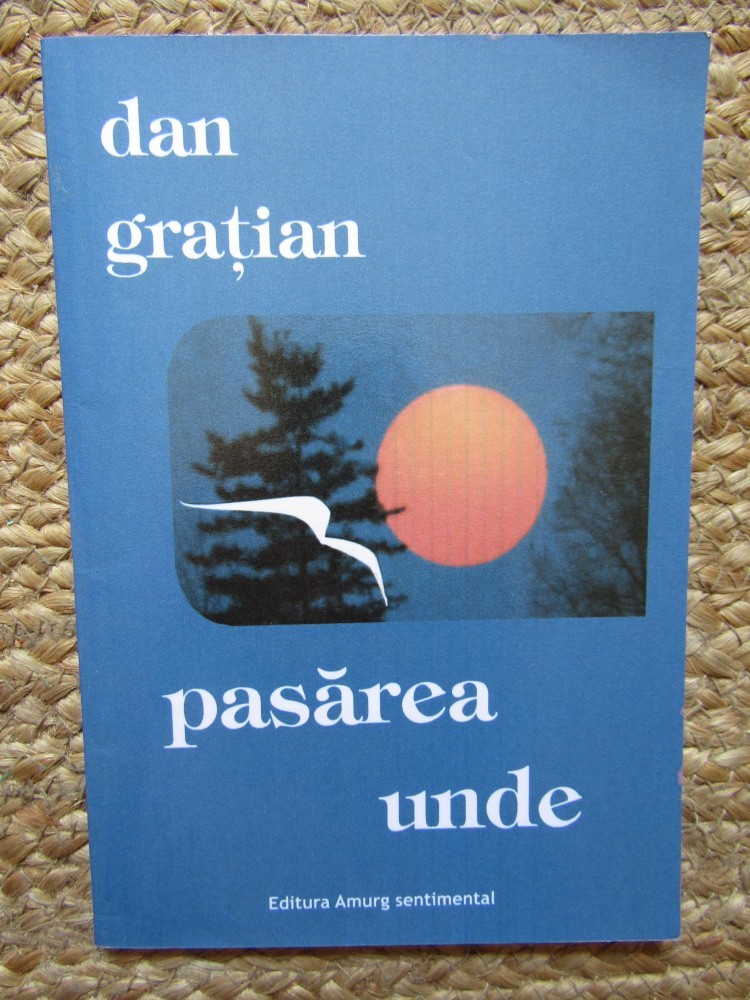 dan
grațian
pasărea
unde
Editura Amurg sentimental